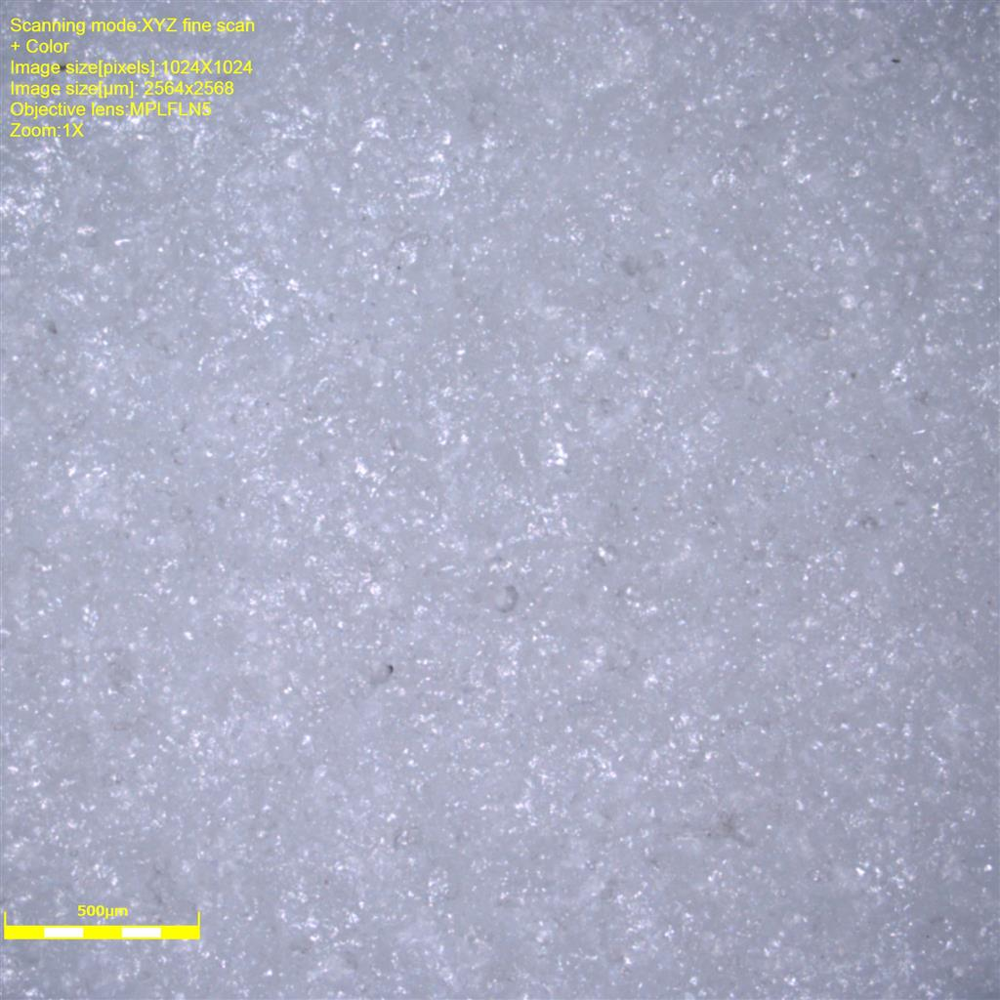 Scanning mode:XYZ fine scan
+ Color
Image size[pixels]:1024X1024
Image size[µm]: 2564x2568
Objective lens:MPLFLN5
Zoom:1X
500µm